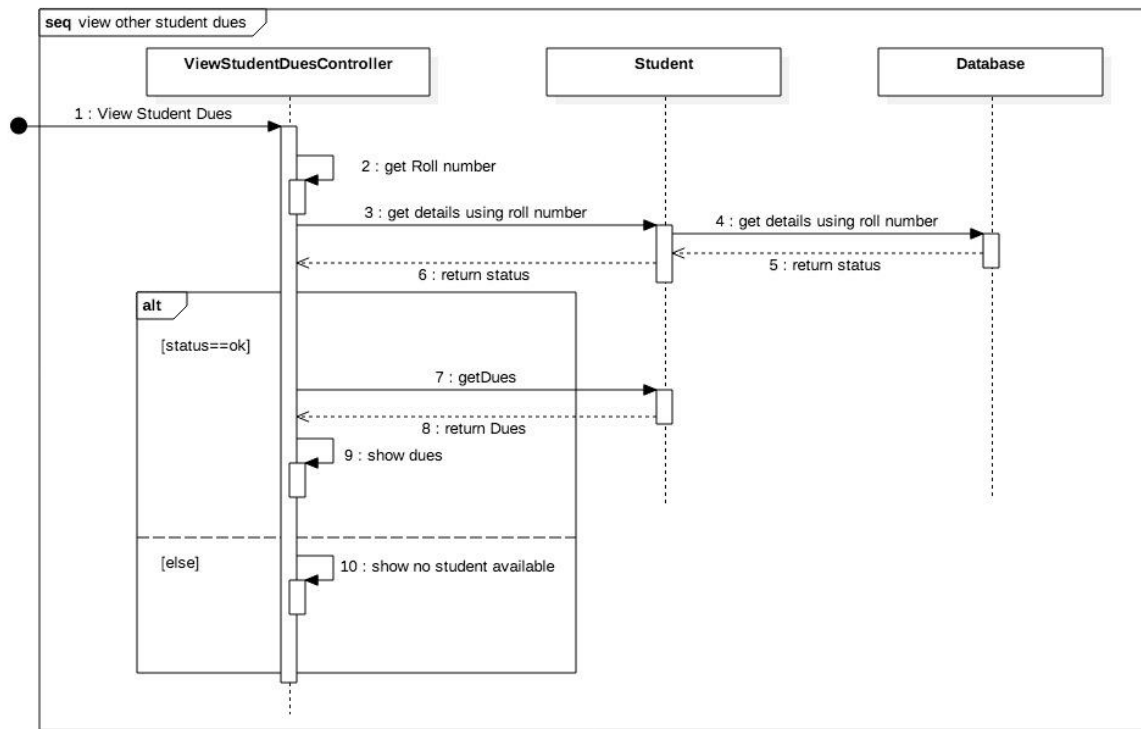 seq view other student dues
ViewStudentDuesController
Student
Database
1 : View Student Dues
2 : get Roll number
3 : get details using roll number
4 : get details using roll number
5 : return status
6 : return status
alt
[status==ok]
7 : getDues
8 : return Dues
9 : show dues
[else]
10 : show no student available